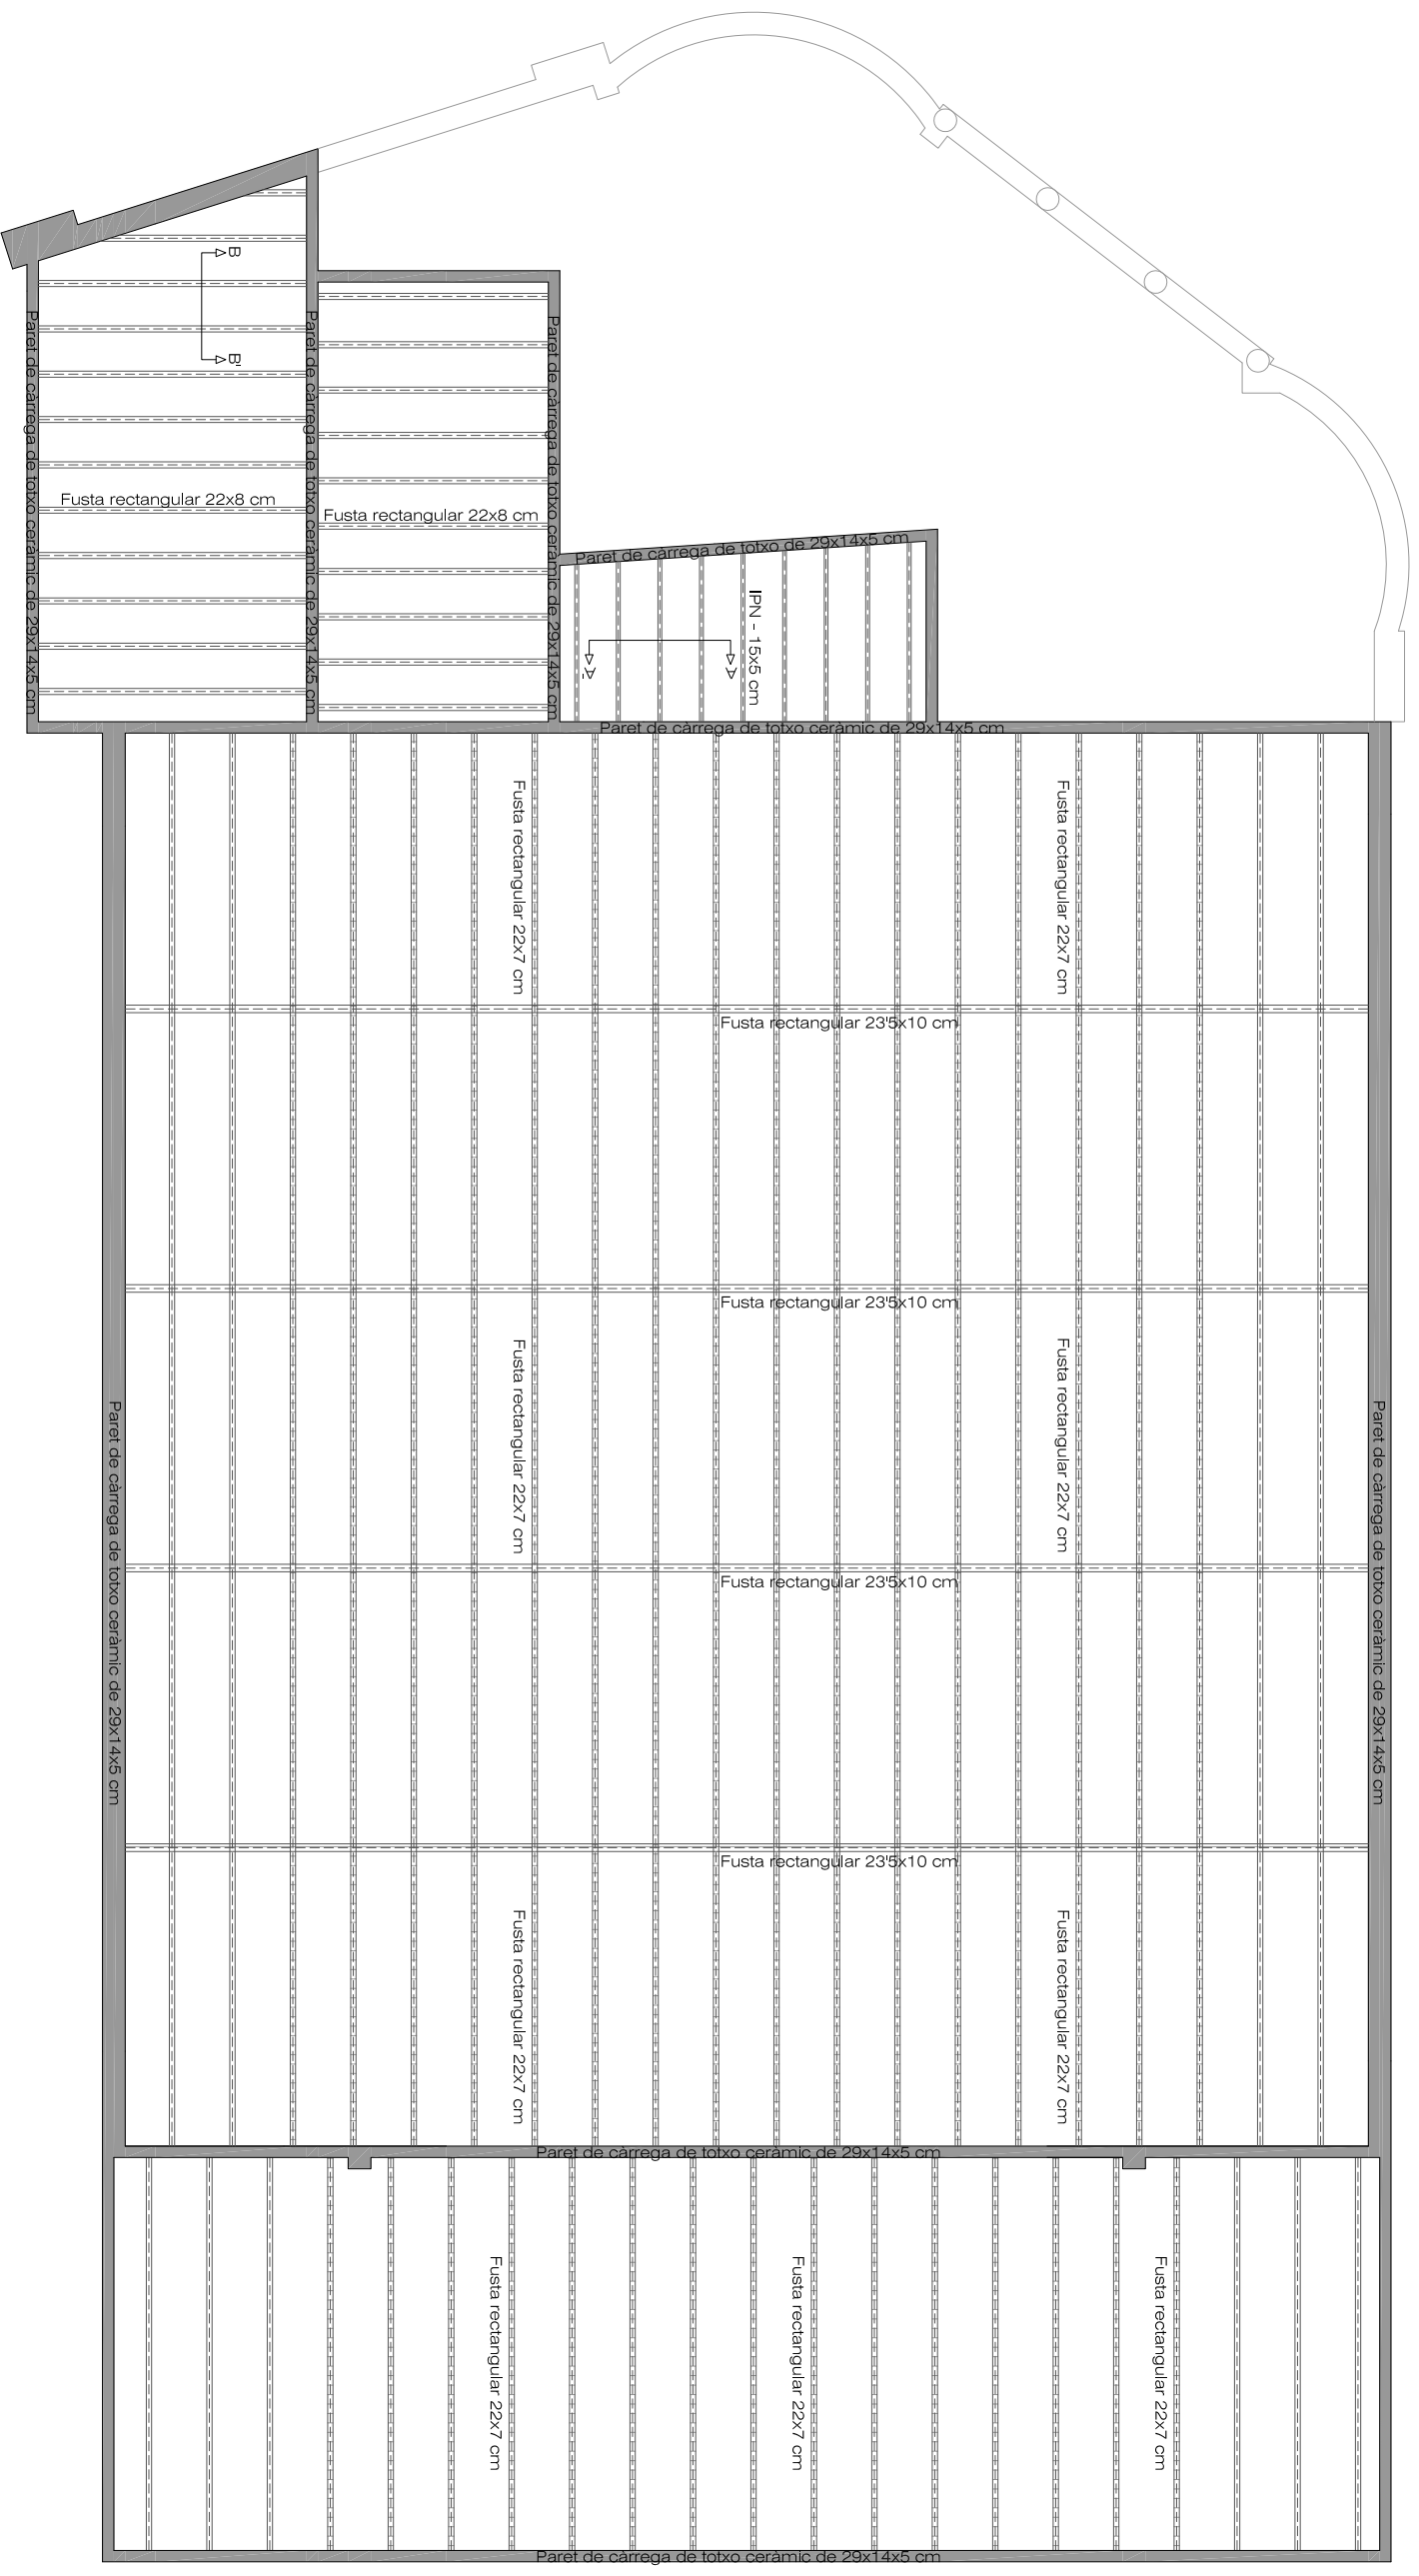 B
B'
Paret de càrrega de totxo ceràmic de 29x14x5 cm
Paret de càrrega de totxo ceràmic de 29x14x5 cm
Paret de càrrega de totxo ceràmic de 29x14x5 cm
Fusta rectangular 22x8 cm
Fusta rectangular 22x8 cm
Paret de càrrega de totxo de 29x14x5 cm
IPN - 15x5 cm
A'
A
Paret de càrrega de totxo ceràmic de 29x14x5 cm
Fusta rectangular 22x7 cm
Fusta rectangular 22x7 cm
Fusta rectangular 23'5x10 cm
Fusta rectangular 23'5x10 cm
Fusta rectangular 22x7 cm
Fusta rectangular 22x7 cm
Paret de càrrega de totxo ceràmic de 29x14x5 cm
Paret de càrrega de totxo ceràmic de 29x14x5 cm
Fusta rectangular 23'5x10 cm
Fusta rectangular 23'5x10 cm
Fusta rectangular 22x7 cm
Fusta rectangular 22x7 cm
Paret de càrrega de totxo ceràmic de 29x14x5 cm
Fusta rectangular 22x7 cm
Fusta rectangular 22x7 cm
Fusta rectangular 22x7 cm
Paret de càrrega de totxo ceràmic de 29x14x5 cm